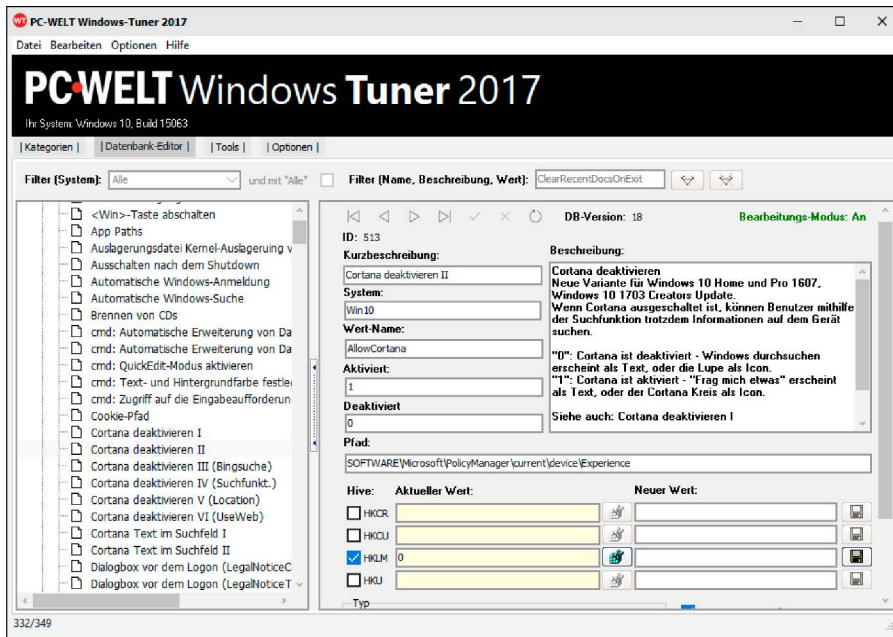 PC-WELT Windows-Tuner 2017
Datei Bearbeiten Optionen Hilfe
PC WELT Windows Tuner 2017
Ihr System: Windows 10, Build 15063
|Kategorien | |Datenbank-Editor | |Tools | |Optionen |
Filter (System): Alle und mit "Alle" Filter (Name, Beschreibung, Wert): ClearRecentDocsOnExit
<Win>-Taste abschalten
App Paths
Auslagerungsdatei Kernel-Auslagerung v
Ausschalten nach dem Shutdown
Automatische Windows-Anmeldung
Automatische Windows-Suche
Brennen von CDs
cmd: Automatische Erweiterung von Da
cmd: Automatische Erweiterung von Da
cmd: QuickEdit-Modus aktivieren
cmd: Text- und Hintergrundfarbe festle
cmd: Zugriff auf die Eingabeaufforderun
Cookie-Pfad
Cortana deaktivieren I
Cortana deaktivieren II
Cortana deaktivieren III (Bingsuche)
Cortana deaktivieren IV (Suchfunkt.)
Cortana deaktivieren V (Location)
Cortana deaktivieren VI (UseWeb)
Cortana Text im Suchfeld I
Cortana Text im Suchfeld II
Dialogbox vor dem Logon (LegalNoticeC
Dialogbox vor dem Logon (LegalNoticeT
DB-Version: 18 Bearbeitungs-Modus: An
ID: 513
Kurzbeschreibung:
Cortana deaktivieren II
System:
Win10
Wert-Name:
AllowCortana
Aktiviert:
1
Deaktiviert
0
Beschreibung:
Cortana deaktivieren
Neue Variante für Windows 10 Home und Pro 1607,
Windows 10 1703 Creators Update.
Wenn Cortana ausgeschaltet ist, können Benutzer mithilfe
der Suchfunktion trotzdem Informationen auf dem Gerät
suchen.
"0": Cortana ist deaktiviert - Windows durchsuchen
erscheint als Text, oder die Lupe als Icon.
"1": Cortana ist aktiviert - "Frag mich etwas" erscheint
als Text, oder der Cortana Kreis als Icon.
Siehe auch: Cortana deaktivieren I
Pfad:
SOFTWARE\Microsoft\PolicyManager\current\device\Experience
Hive: Aktueller Wert: Neuer Wert:
HKCR
HKCU
HKLM 0
HKU
Typ
332/349